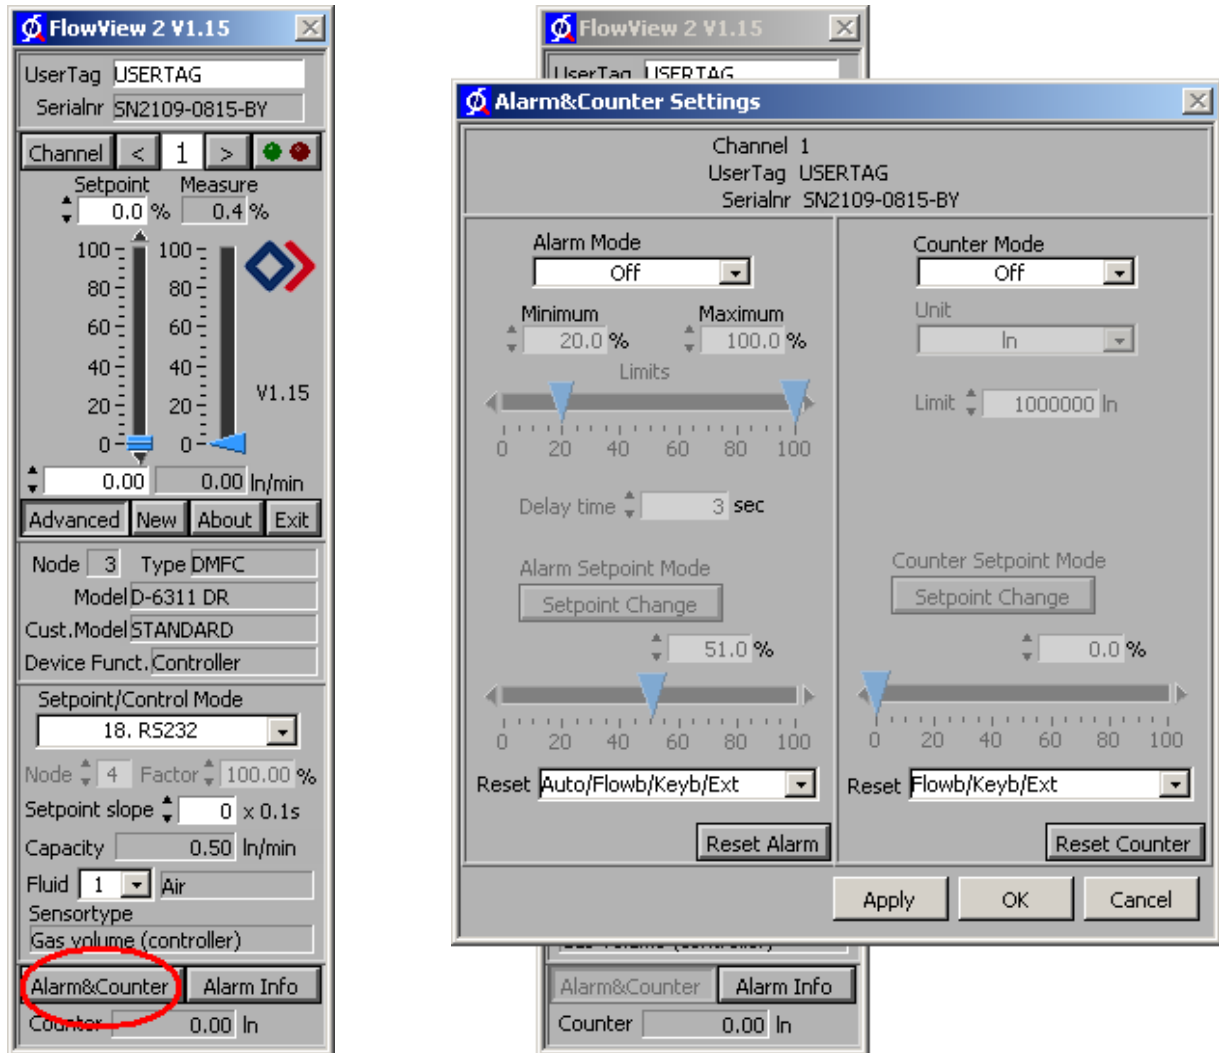 FlowView 2 V1.15
UserTag USERTAG
Serialnr SN2109-0815-BY
Channel < 1 >
Setpoint Measure
0.0 % 0.4 %
100 100
80 80
60 60
40 40
V1.15
20 20
0 0
0.00 0.00 ln/min
Advanced New About Exit
Node 3 Type DMFC
Model D-6311 DR
Cust.Model STANDARD
Device Funct. Controller
Setpoint/Control Mode
18. RS232
Node 4 Factor 100.00 %
Setpoint slope 0 x 0.1s
Capacity 0.50 ln/min
Fluid 1 Air
Sensortype
Gas volume (controller)
Alarm&Counter Alarm Info
Counter 0.00 ln
FlowView 2 V1.15
UserTag USERTAG
Alarm&Counter Settings
Channel 1
UserTag USERTAG
Serialnr SN2109-0815-BY
Alarm Mode
Off
Minimum Maximum
20.0 % 100.0 %
Limits
0 20 40 60 80 100
Delay time 3 sec
Alarm Setpoint Mode
Setpoint Change
51.0 %
0 20 40 60 80 100
Reset Auto/Flowb/Keyb/Ext
Reset Alarm
Counter Mode
Off
Unit
ln
Limit 1000000 ln
Counter Setpoint Mode
Setpoint Change
0.0 %
0 20 40 60 80 100
Reset Flowb/Keyb/Ext
Reset Counter
Apply OK Cancel
Gas volume (controller)
Alarm&Counter Alarm Info
Counter 0.00 ln